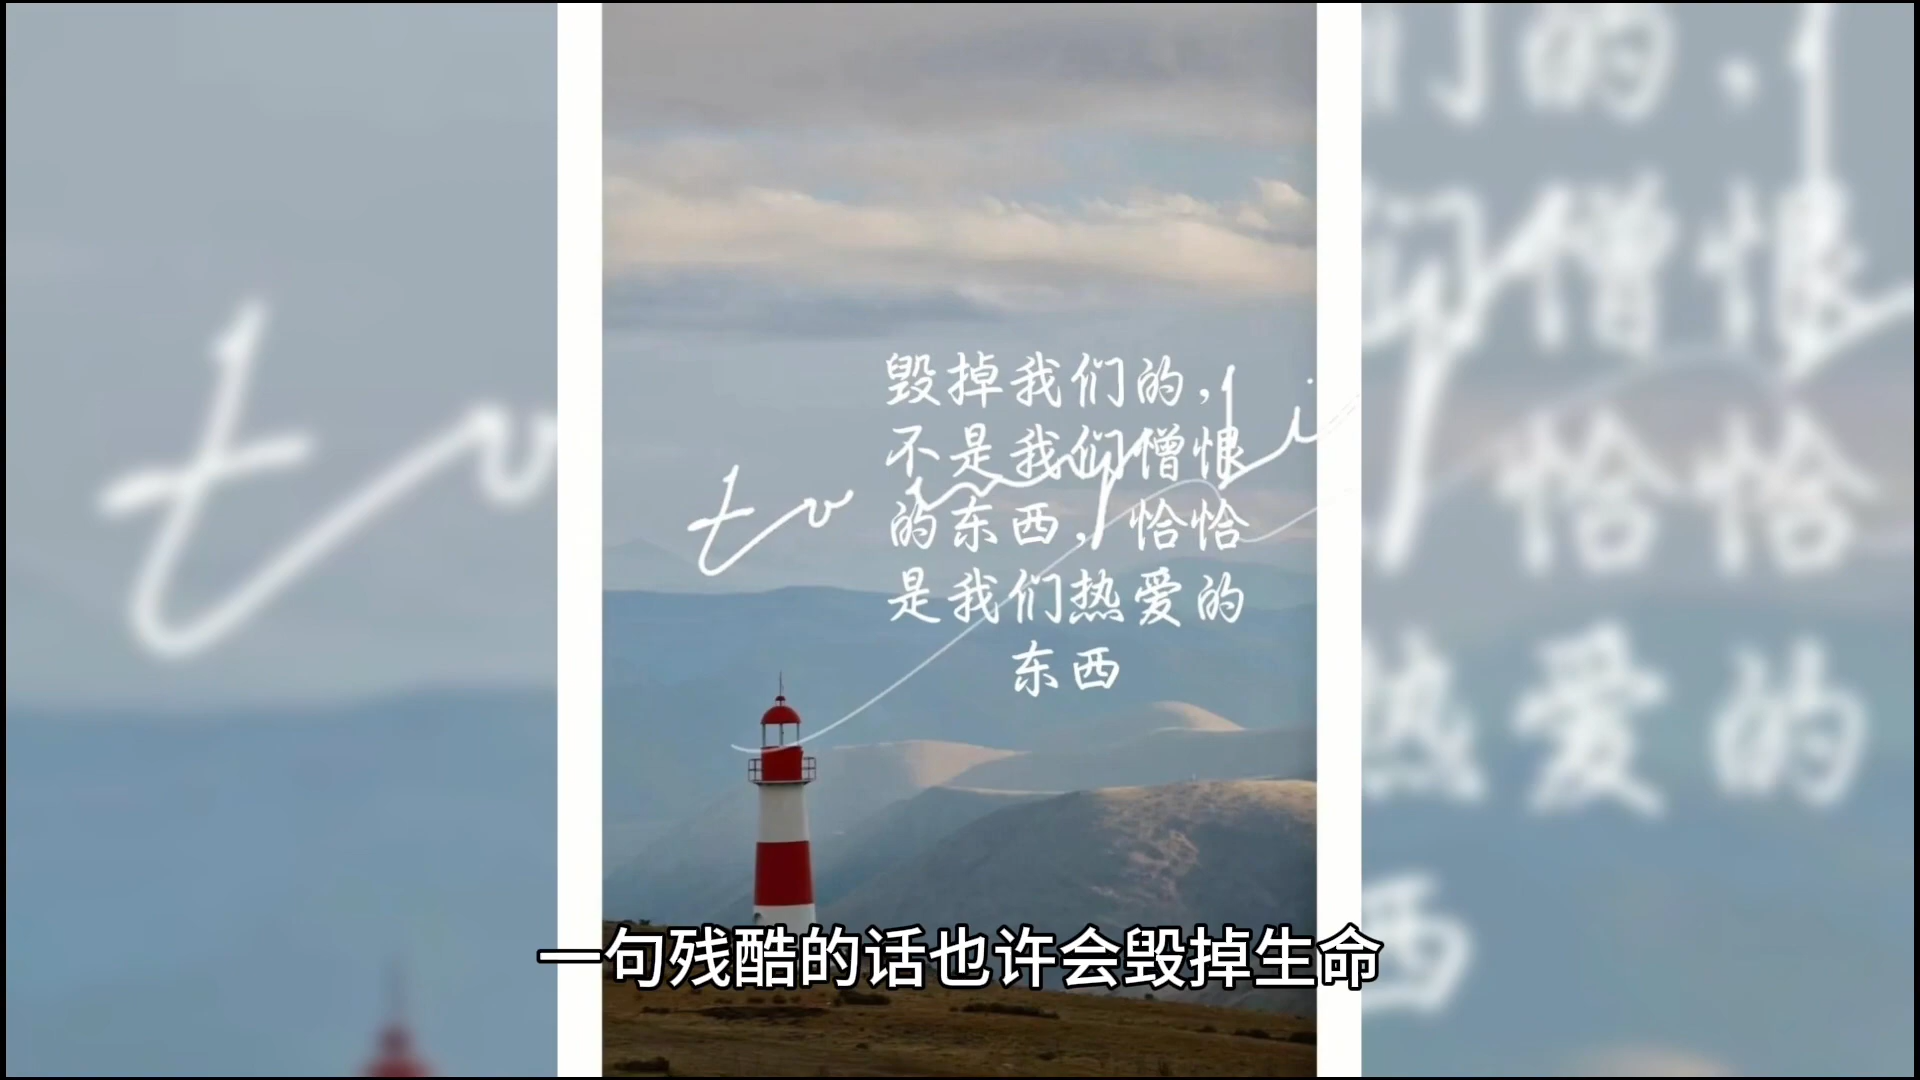 毁掉我们的，
不是我们憎恨
的东西，恰恰
是我们热爱的
东西
to
一句残酷的话也许会毁掉生命